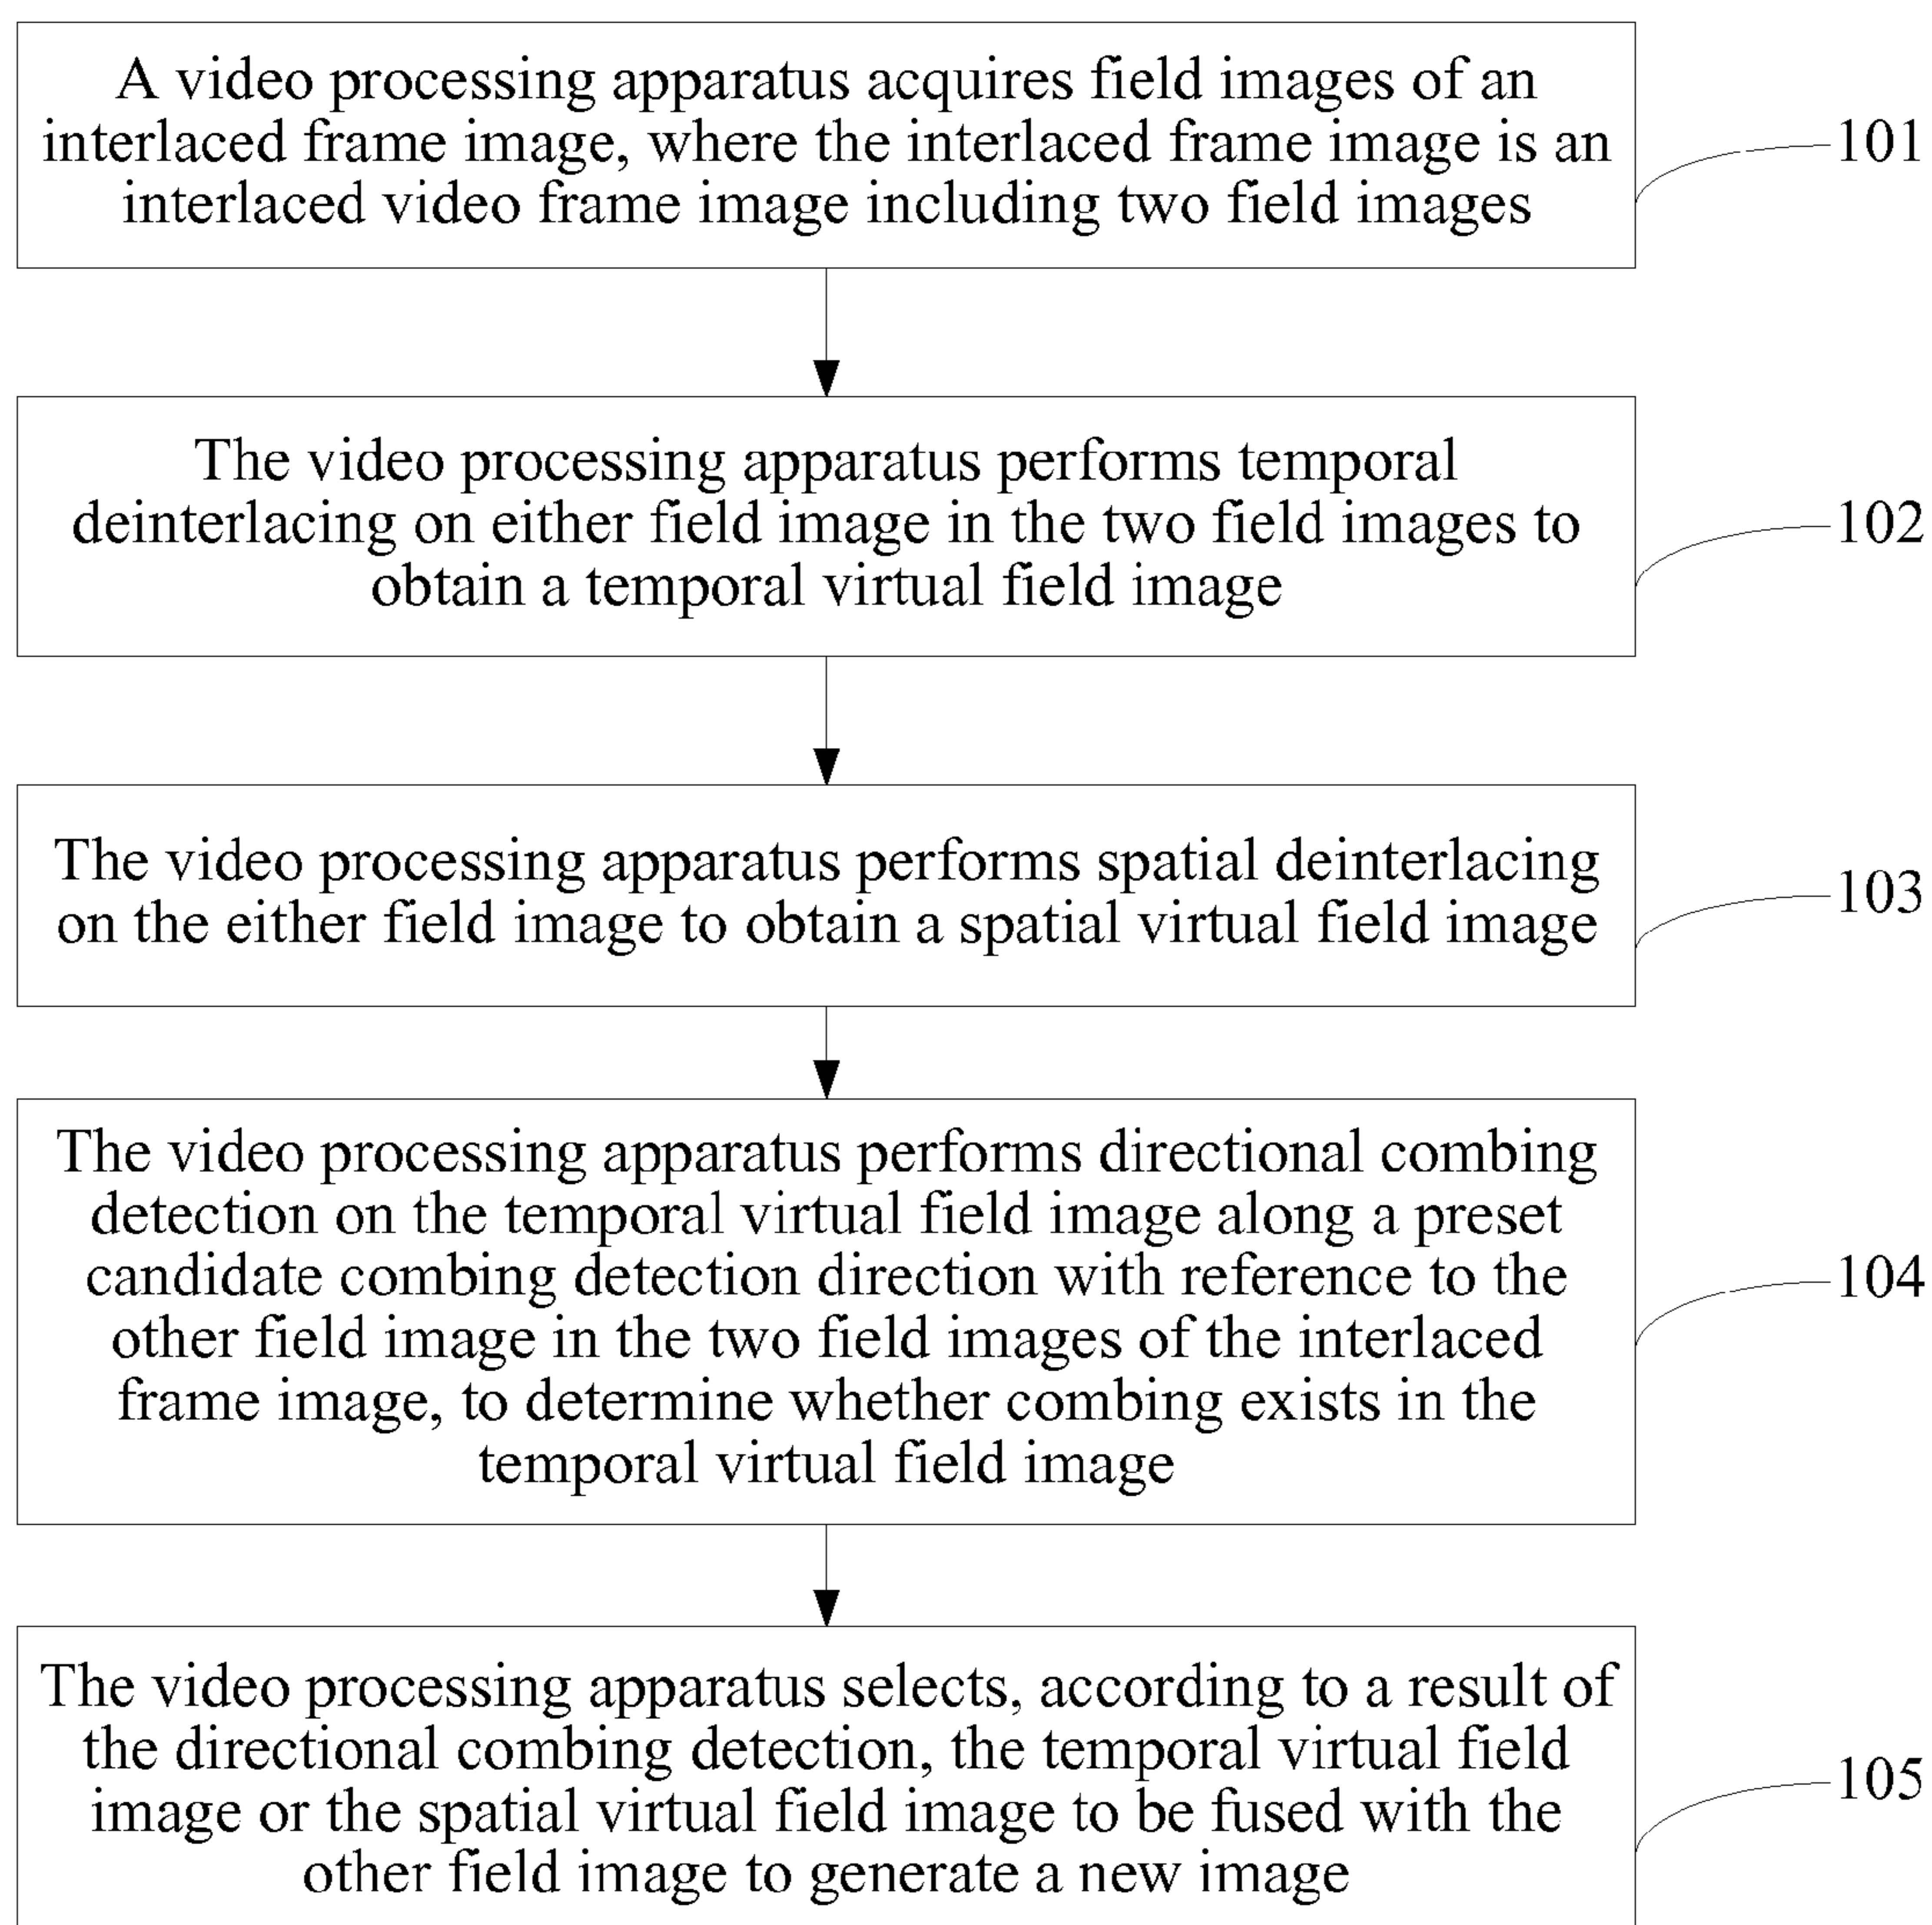 A video processing apparatus acquires field images of an
interlaced frame image, where the interlaced frame image is an
interlaced video frame image including two field images
101
The video processing apparatus performs temporal
deinterlacing on either field image in the two field images to
obtain a temporal virtual field image
102
The video processing apparatus performs spatial deinterlacing
on the either field image to obtain a spatial virtual field image
103
The video processing apparatus performs directional combing
detection on the temporal virtual field image along a preset
candidate combing detection direction with reference to the
other field image in the two field images of the interlaced
frame image, to determine whether combing exists in the
temporal virtual field image
104
The video processing apparatus selects, according to a result of
the directional combing detection, the temporal virtual field
image or the spatial virtual field image to be fused with the
other field image to generate a new image
105